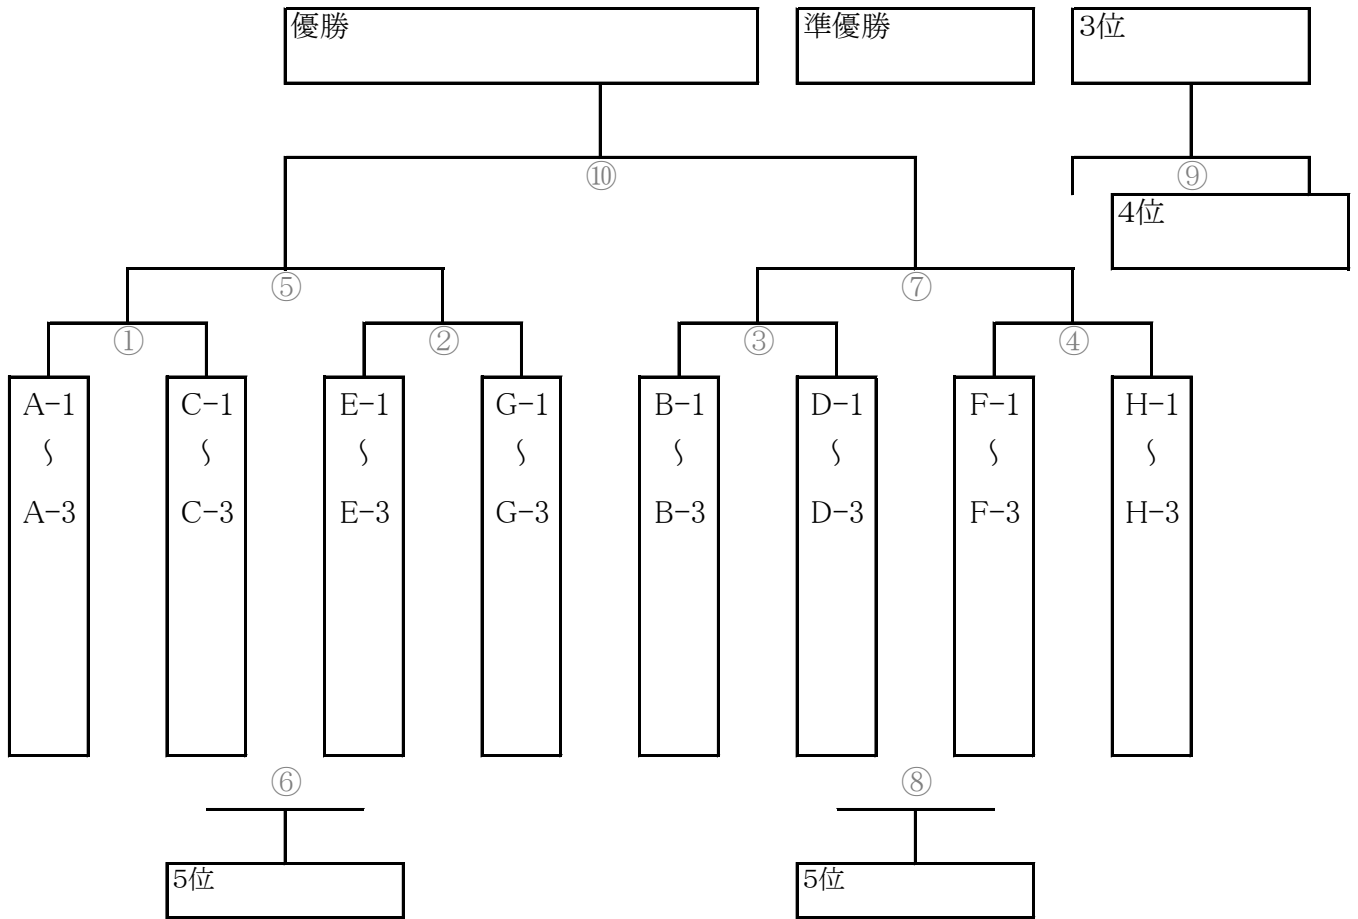 優勝
準優勝
3位
⑩
⑨
4位
⑤
⑦
①
②
③
④
A-1
～
A-3
C-1
～
C-3
E-1
～
E-3
G-1
～
G-3
B-1
～
B-3
D-1
～
D-3
F-1
～
F-3
H-1
～
H-3
⑥
⑧
5位
5位